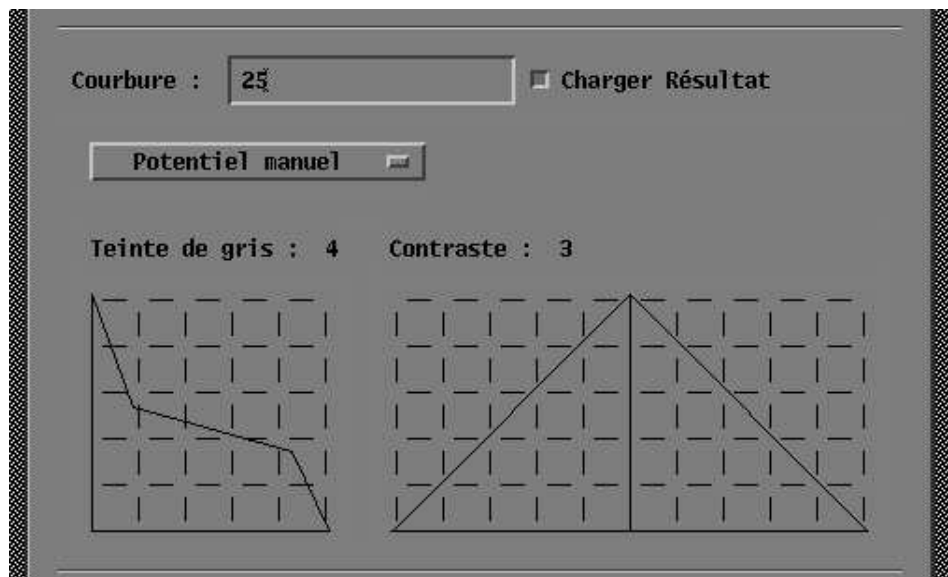 Courbure : 25 Charger Résultat
Potentiel manuel
Teinte de gris : 4 Contraste : 3